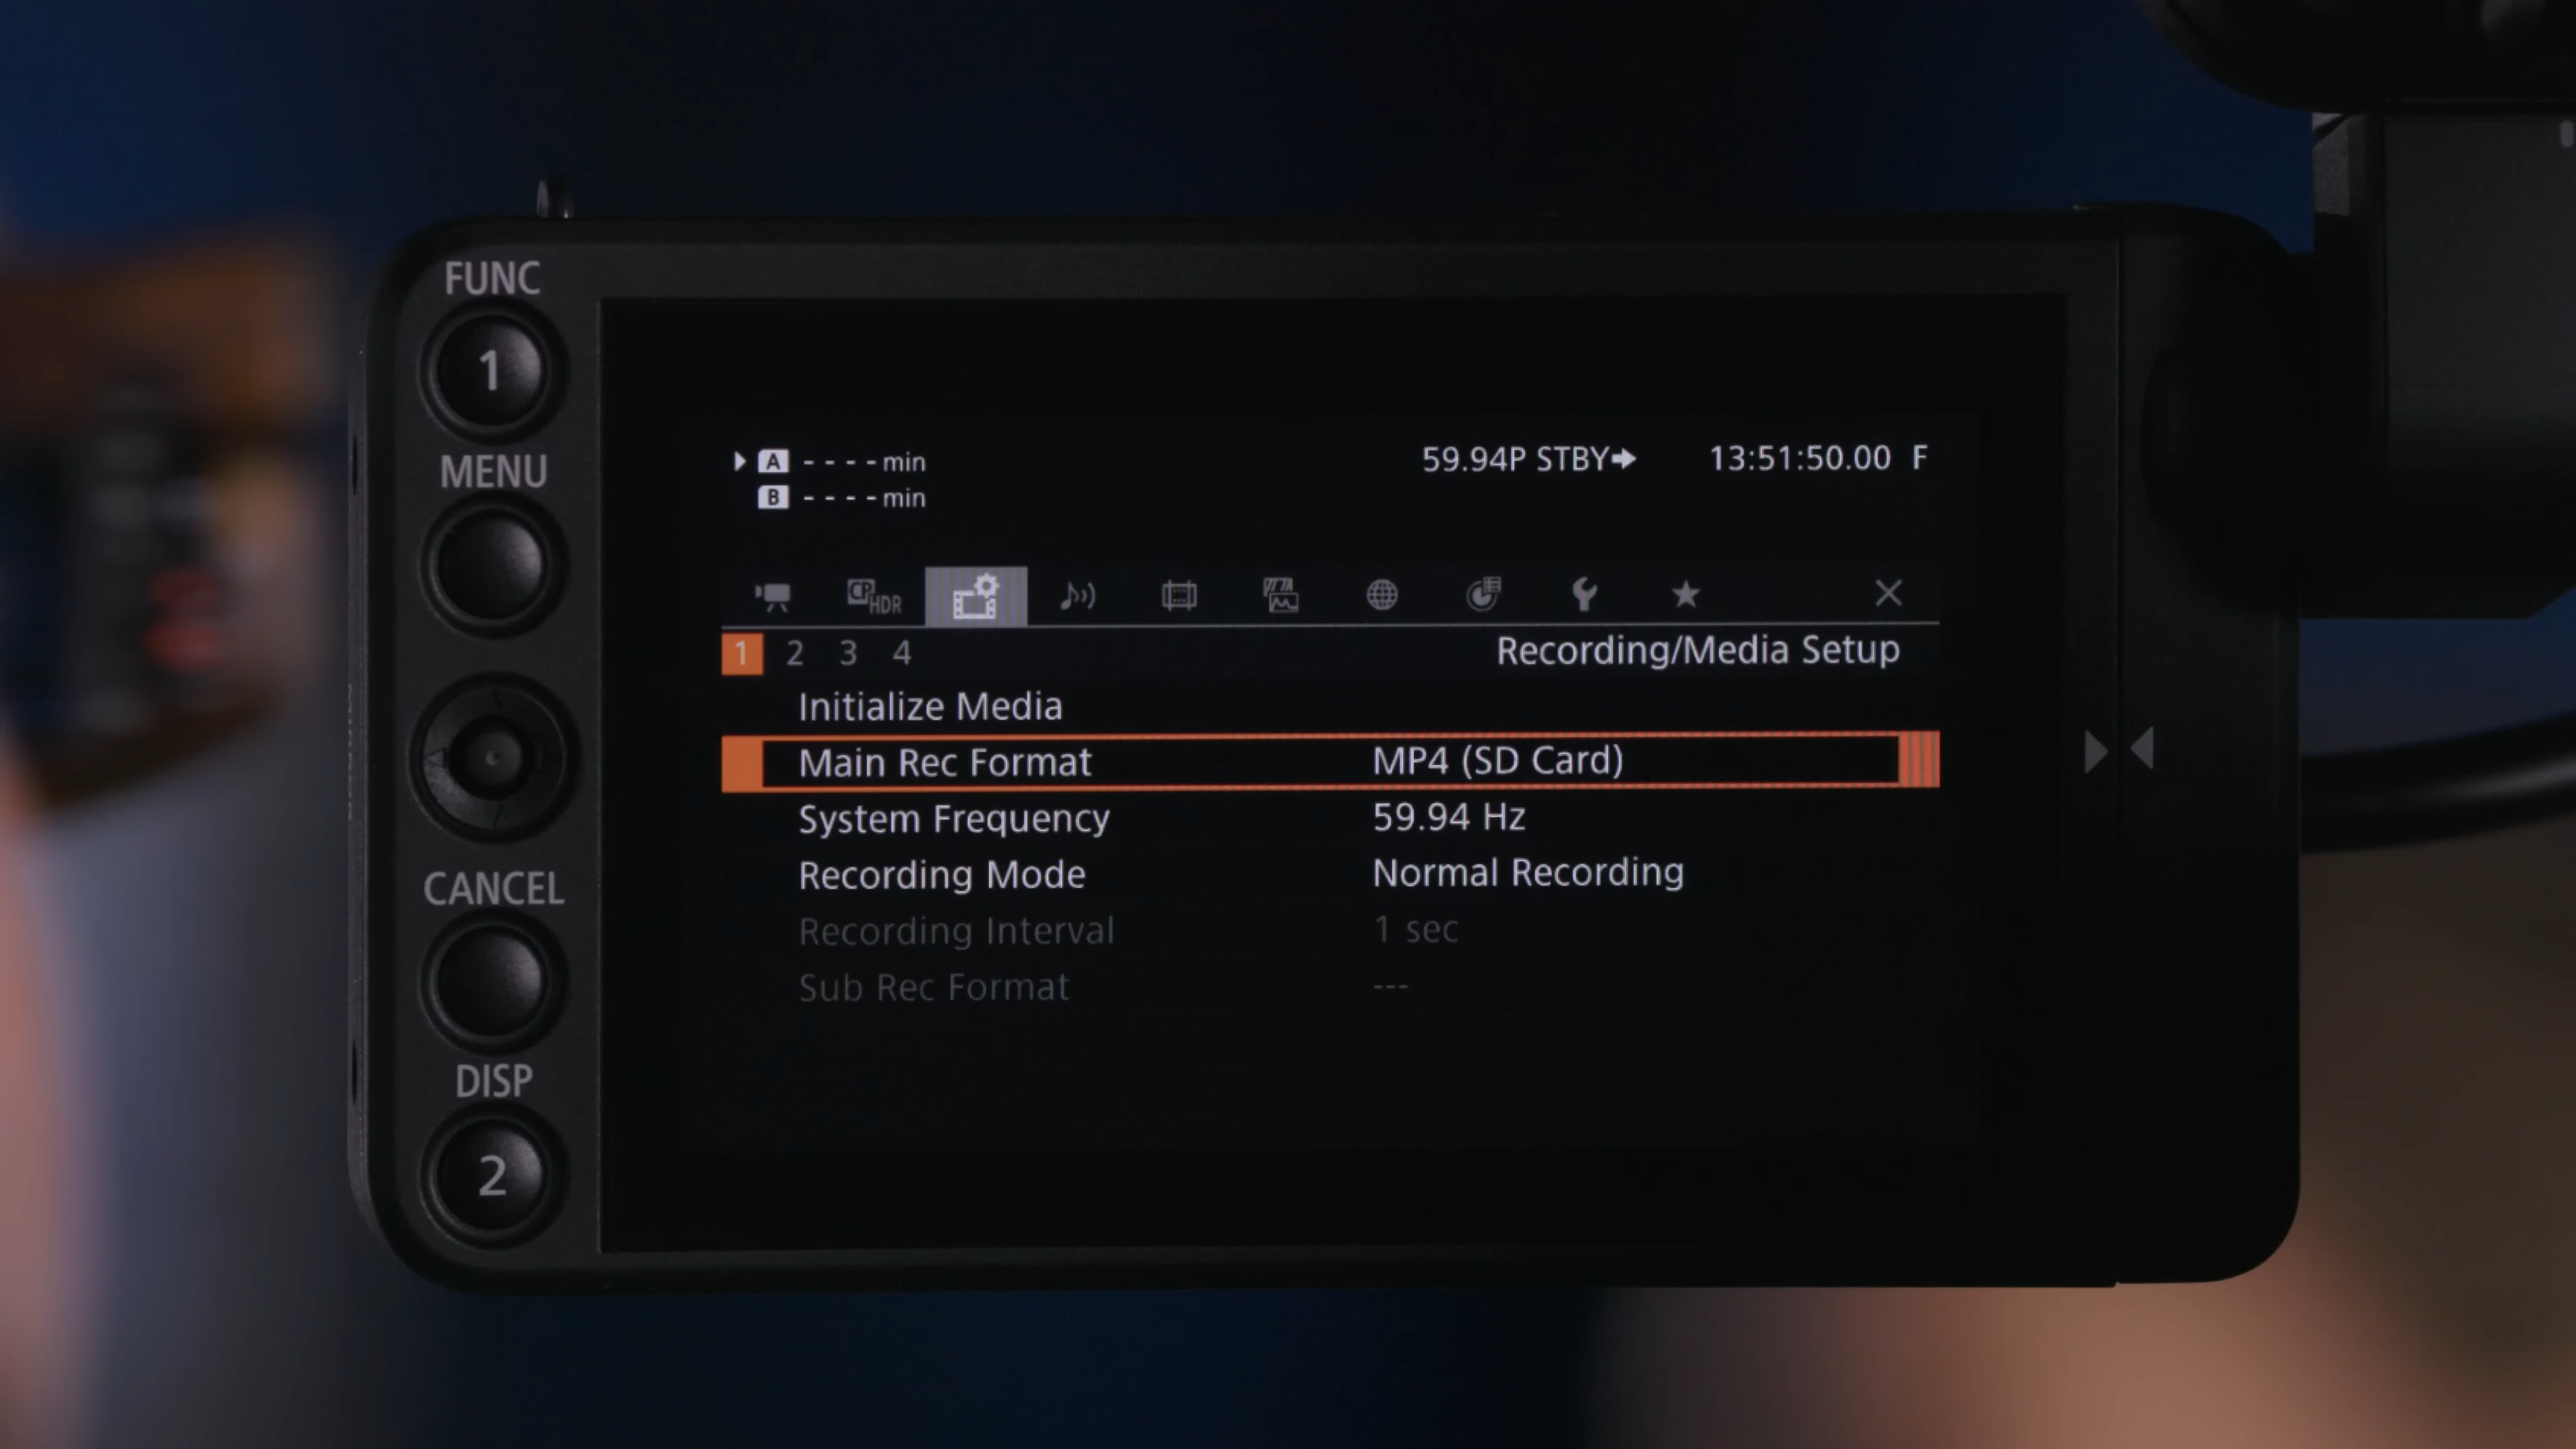 FUNC
1
MENU
CANCEL
DISP
2
A ----min
B ----min
59.94P STBY
13:51:50.00 F
CP HDR
1 2 3 4
Recording/Media Setup
Initialize Media
Main Rec Format MP4 (SD Card)
System Frequency 59.94 Hz
Recording Mode Normal Recording
Recording Interval 1 sec
Sub Rec Format ---